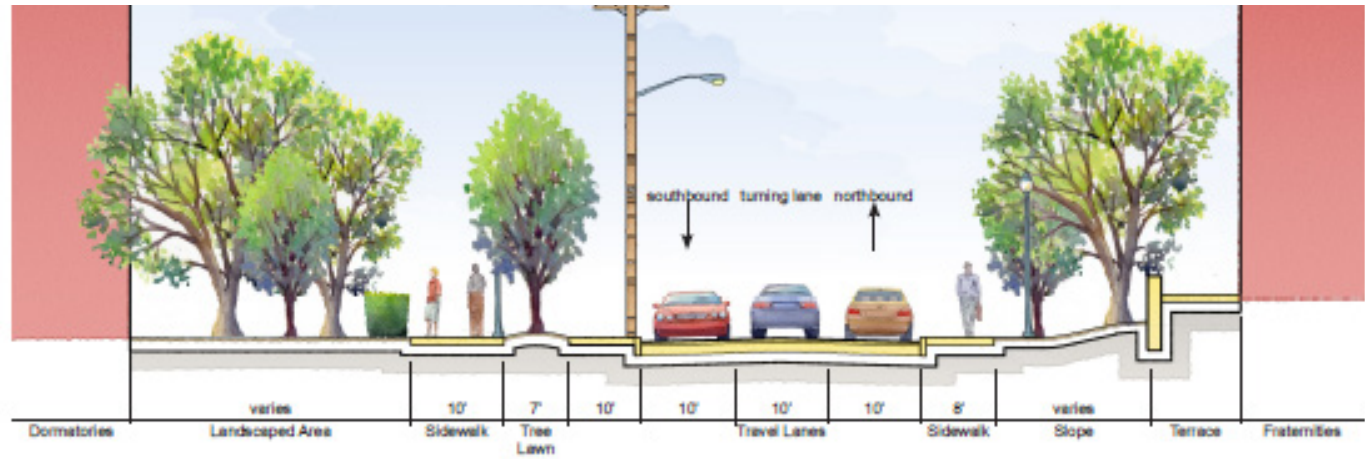 southbound turning lane northbound
varies 10' 7' 10' 10' 10' 10' 8' varies
Dormatories Landscaped Area Sidewalk Tree Travel Lanes Sidewalk Slope Terrace Fraternities
Lawn